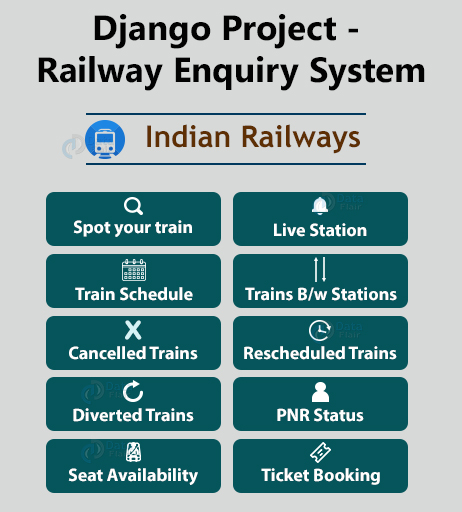 Django Project -
Railway Enquiry System
Indian Railways
Spot your train
Live Station
Train Schedule
Trains B/w Stations
Cancelled Trains
Rescheduled Trains
Diverted Trains
PNR Status
Seat Availability
Ticket Booking